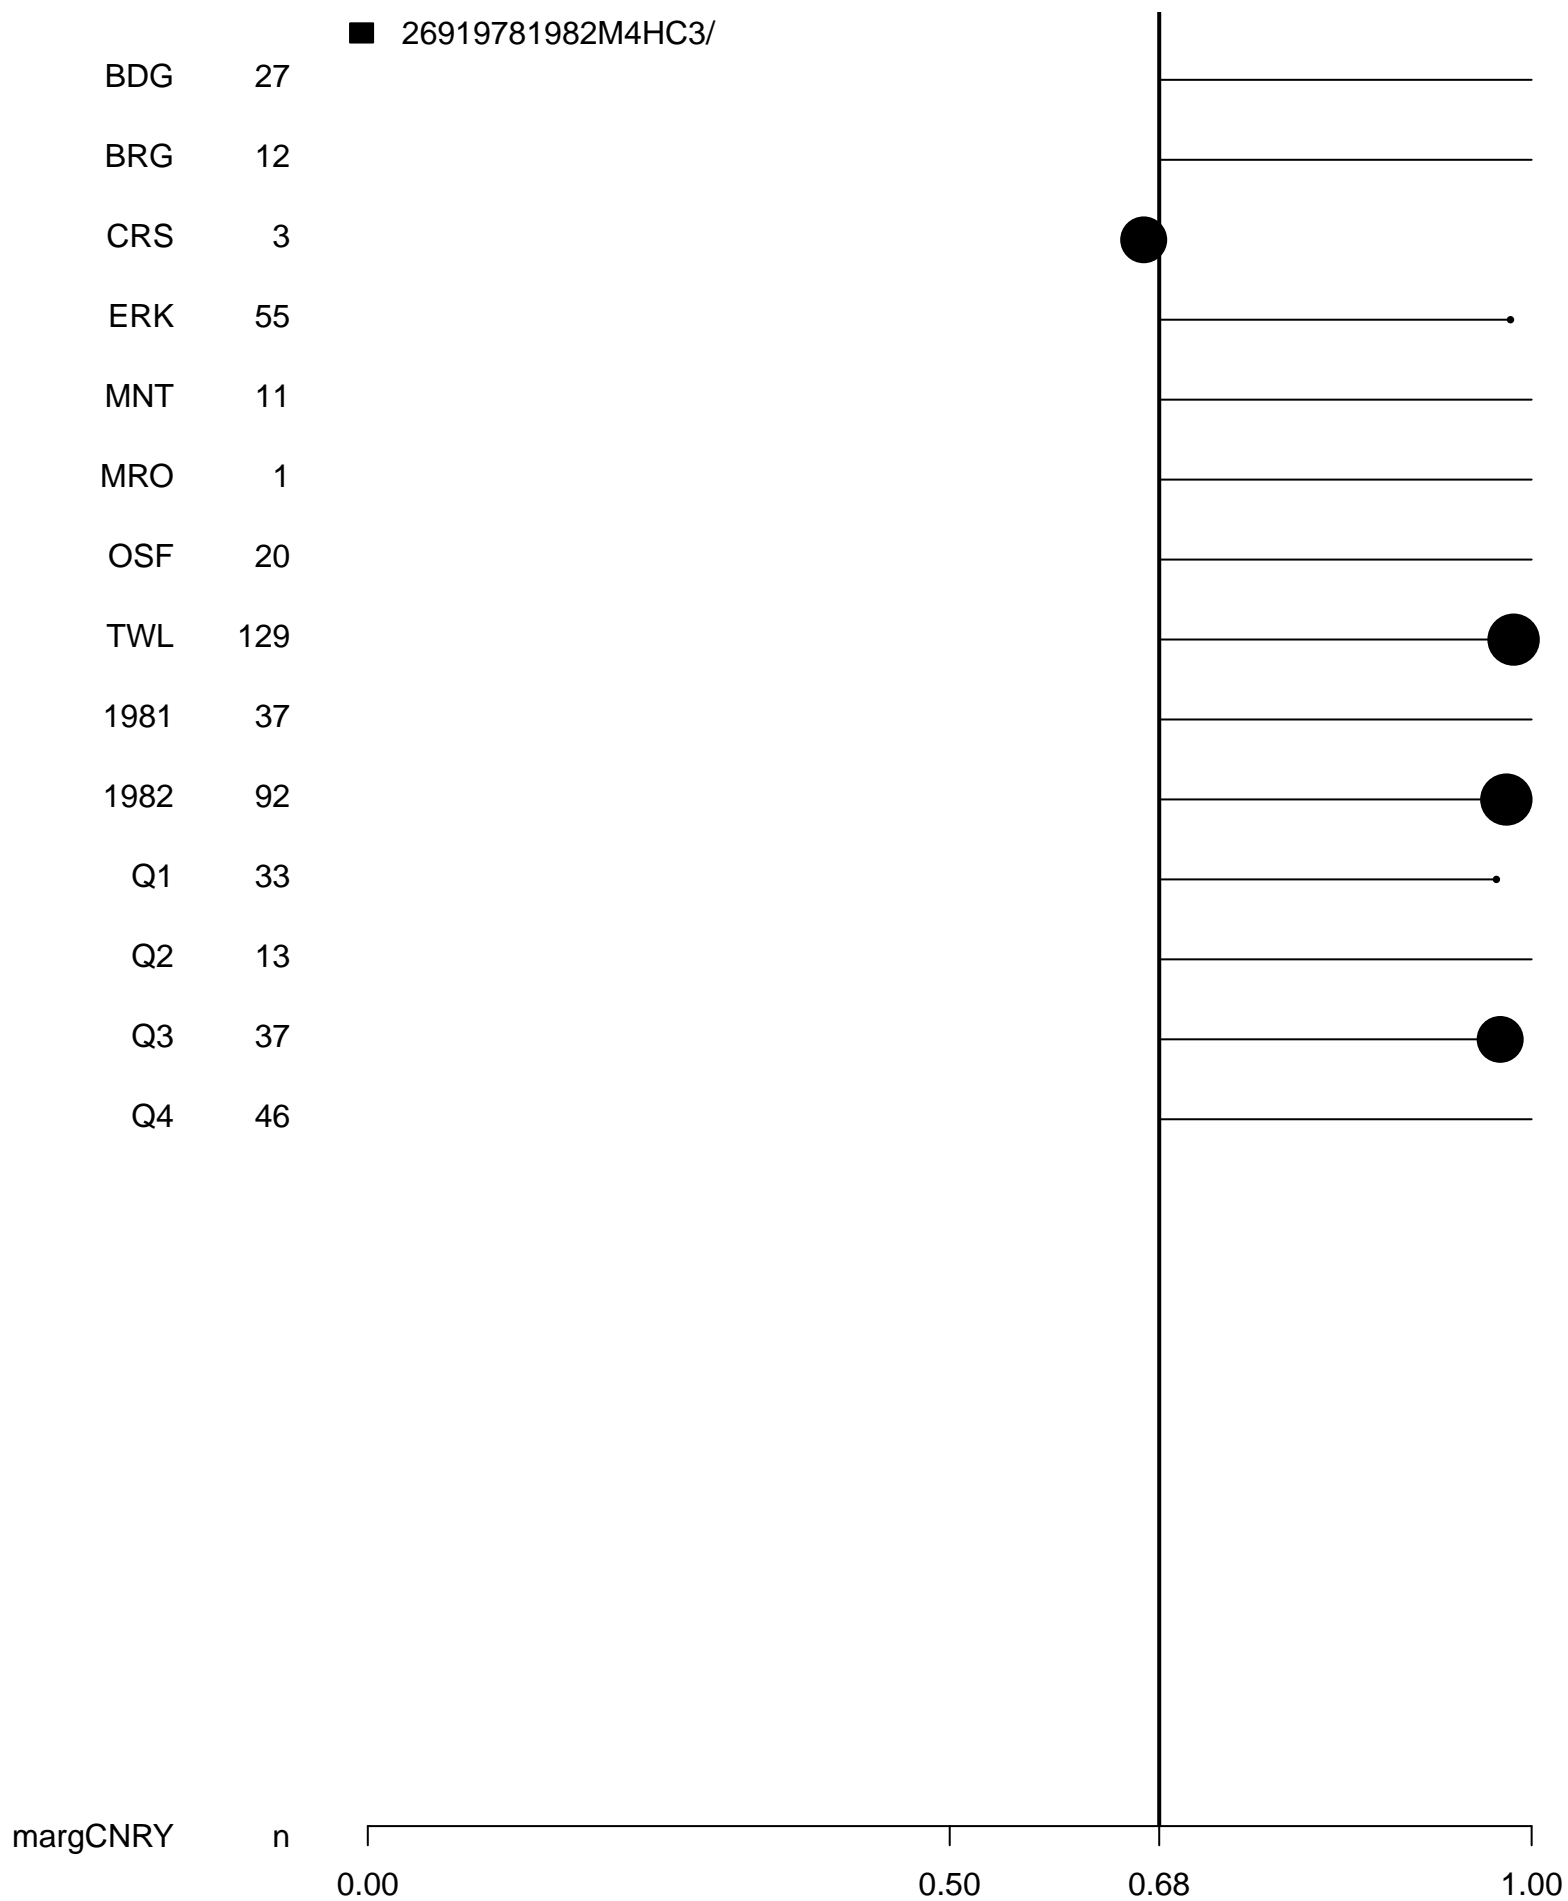 26919781982M4HC3/
BDG 27
BRG 12
CRS 3
ERK 55
MNT 11
MRO 1
OSF 20
TWL 129
1981 37
1982 92
Q1 33
Q2 13
Q3 37
Q4 46
margCNRY n
0.00 0.50 0.68 1.00